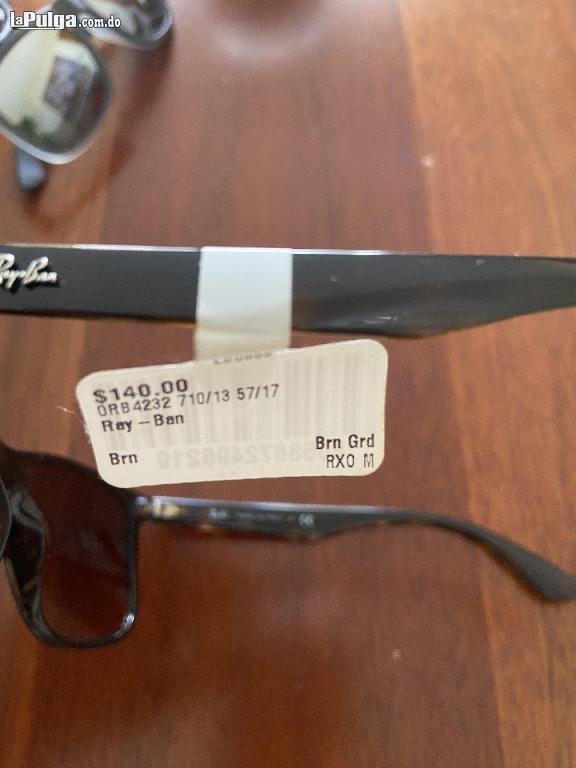 laPulga.com.do
Ray-Ban
$140.00
0RB4232 710/13 57/17
Ray-Ban
Brn
Brn Grd
RX0 M